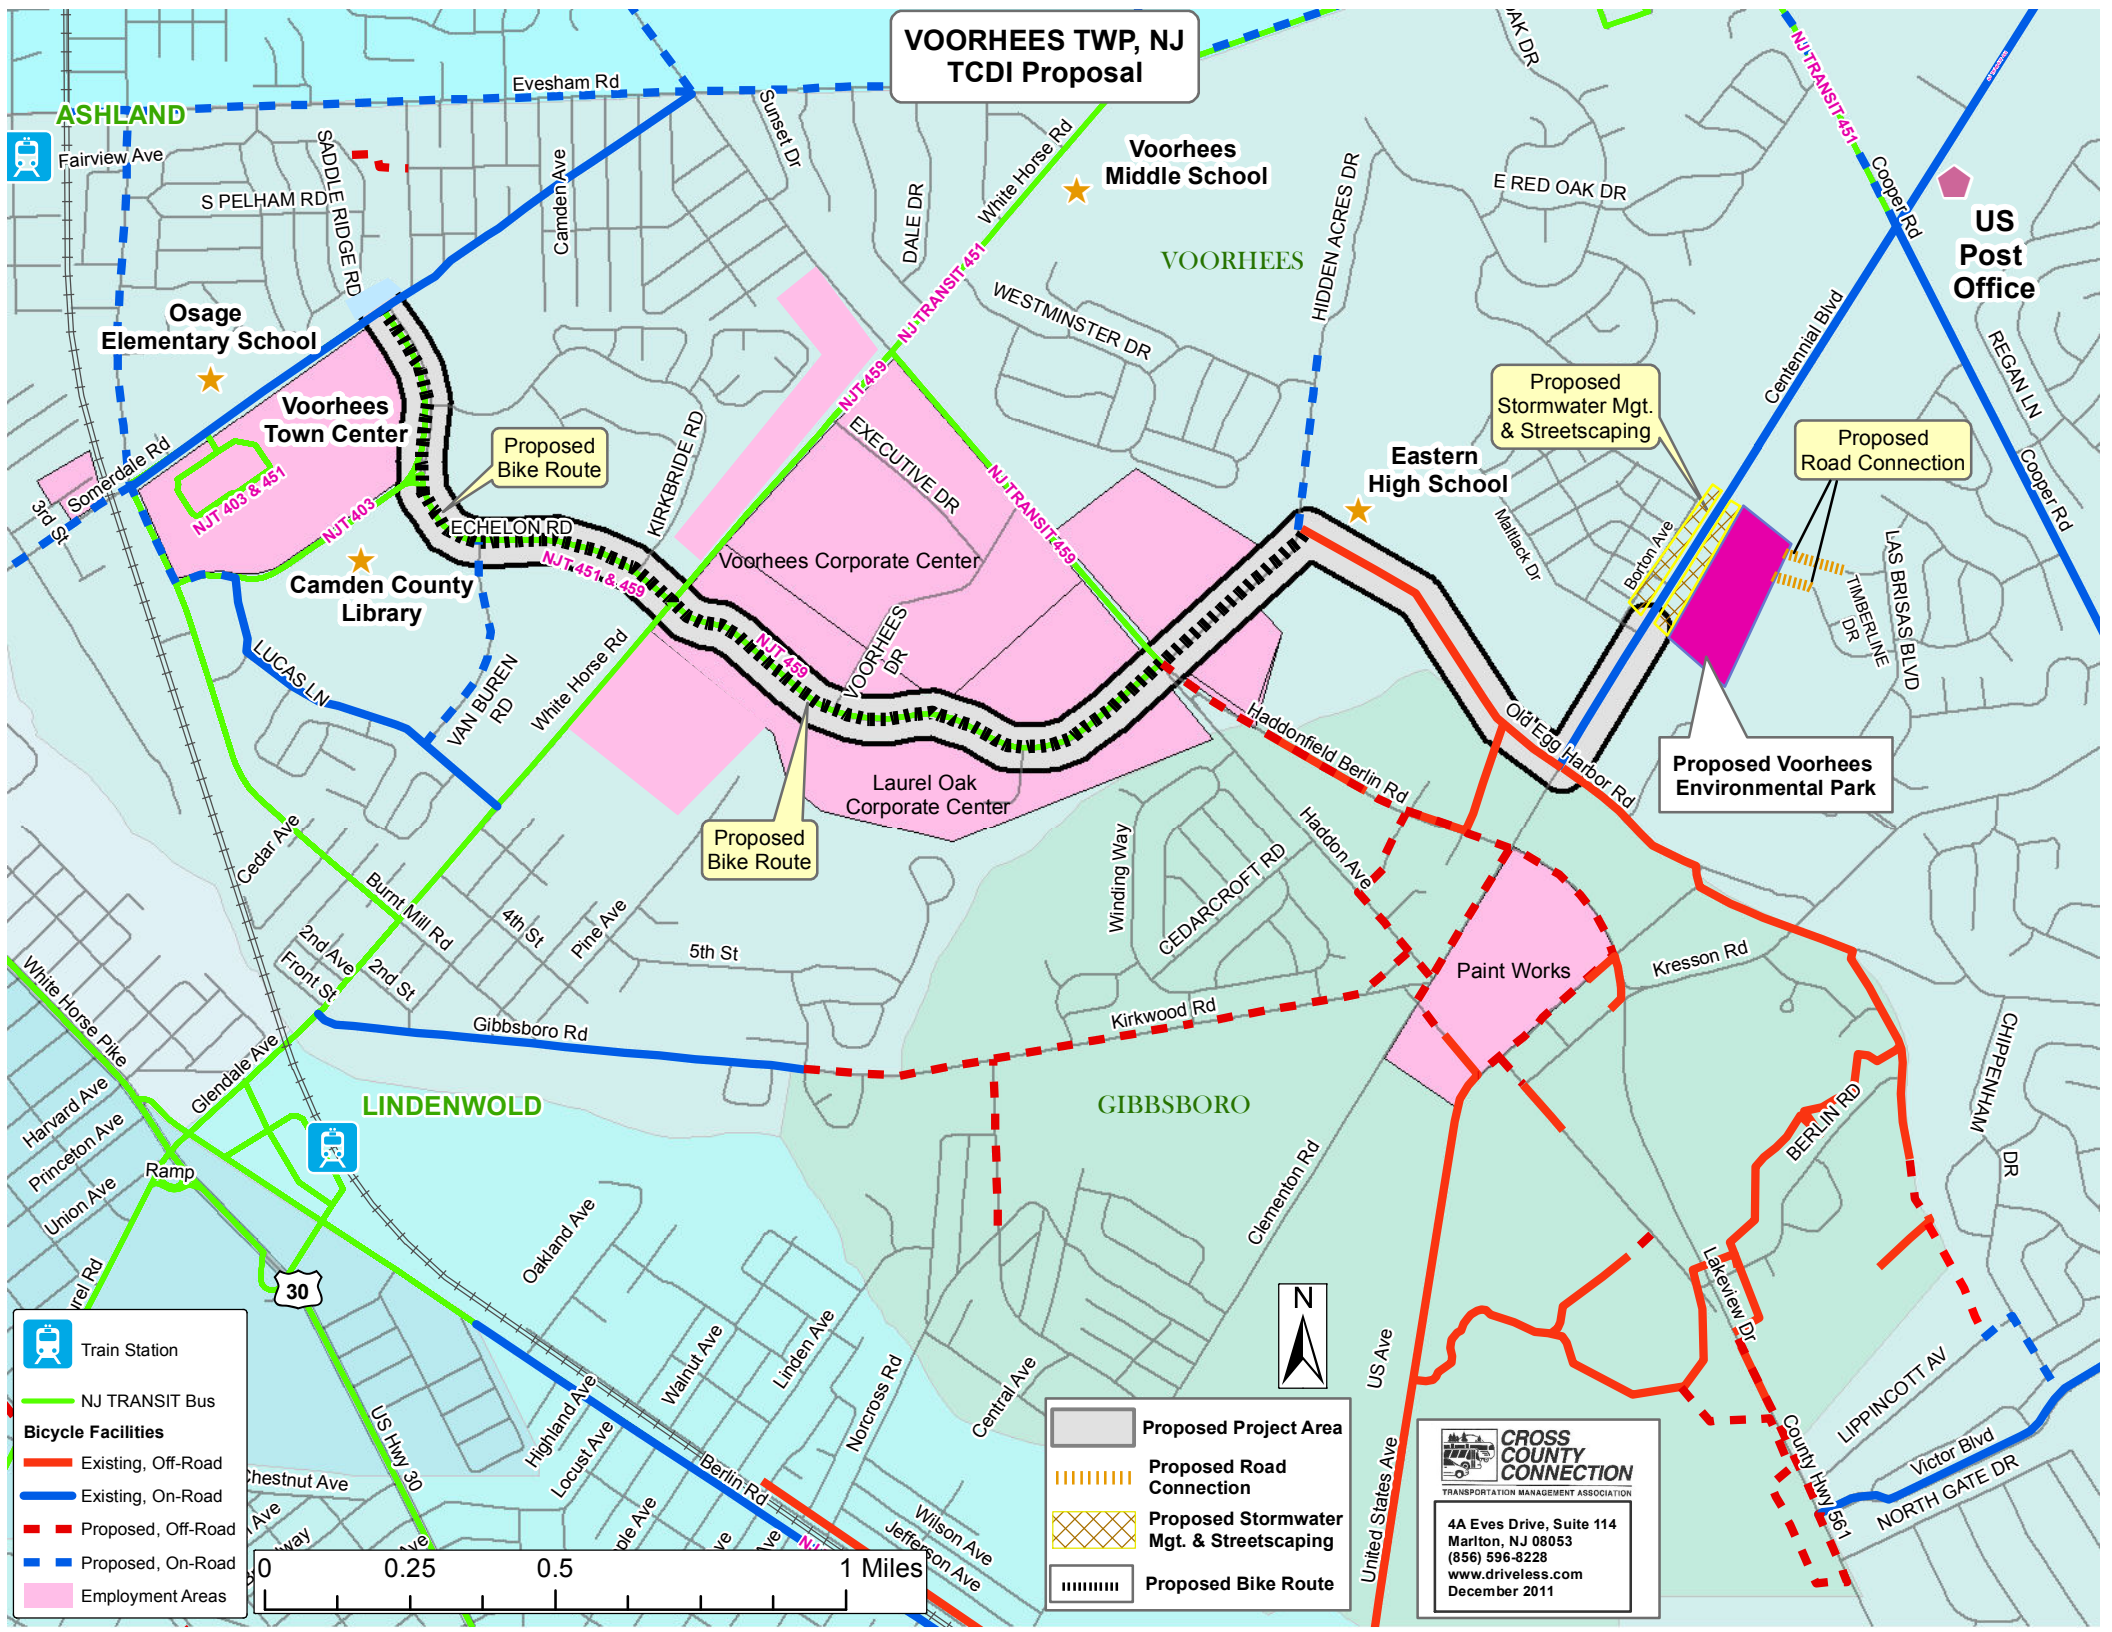 VOORHEES TWP, NJ
TCDI Proposal
Evesham Rd
ASHLAND
Fairview Ave
SADDLE RIDGE RD
S PELHAM RD
Camden Ave
Sunset Dr
DALE DR
White Horse Rd
Voorhees
Middle School
OAK DR
E RED OAK DR
HIDDEN ACRES DR
NJ TRANSIT 451
Cooper Rd
US
Post
Office
VOORHEES
NJ TRANSIT 451
WESTMINSTER DR
Centennial Blvd
REGAN LN
Cooper Rd
Osage
Elementary School
Voorhees
Town Center
Somerdale Rd
3rd St
NJT 403 & 451
NJT 403
Proposed
Bike Route
ECHELON RD
KIRKBRIDE RD
NJT 459
EXECUTIVE DR
NJ TRANSIT 459
Eastern
High School
Proposed
Stormwater Mgt.
& Streetscaping
Proposed
Road Connection
Mattlack Dr
Borton Ave
TIMBERLINE
DR
LAS BRISAS BLVD
Camden County
Library
NJT 451 & 459
Voorhees Corporate Center
NJT 459
VOORHEES
DR
LUCAS LN
VAN BUREN
RD
White Horse Rd
Haddonfield Berlin Rd
Old Egg Harbor Rd
Proposed Voorhees
Environmental Park
Laurel Oak
Corporate Center
Proposed
Bike Route
Cedar Ave
Burnt Mill Rd
4th St
Pine Ave
2nd Ave
Front St
2nd St
5th St
Winding Way
CEDARCROFT RD
Haddon Ave
Paint Works
Kresson Rd
White Horse Pike
Gibbsboro Rd
Kirkwood Rd
CHIPPENHAM
DR
Glendale Ave
Harvard Ave
Princeton Ave
Union Ave
Ramp
LINDENWOLD
GIBBSBORO
BERLIN RD
Clementon Rd
Oakland Ave
30
Lakeview Dr
Walnut Ave
Linden Ave
Norcross Rd
Central Ave
Highland Ave
Locust Ave
US Hwy 30
Berlin Rd
Chestnut Ave
Wilson Ave
Jefferson Ave
US Ave
United States Ave
LIPPINCOTT AV
Victor Blvd
NORTH GATE DR
County Hwy 561
N
Train Station
NJ TRANSIT Bus
Bicycle Facilities
Existing, Off-Road
Existing, On-Road
Proposed, Off-Road
Proposed, On-Road
Employment Areas
0 0.25 0.5 1 Miles
Proposed Project Area
Proposed Road
Connection
Proposed Stormwater
Mgt. & Streetscaping
Proposed Bike Route
CROSS
COUNTY
CONNECTION
TRANSPORTATION MANAGEMENT ASSOCIATION
4A Eves Drive, Suite 114
Marlton, NJ 08053
(856) 596-8228
www.driveless.com
December 2011